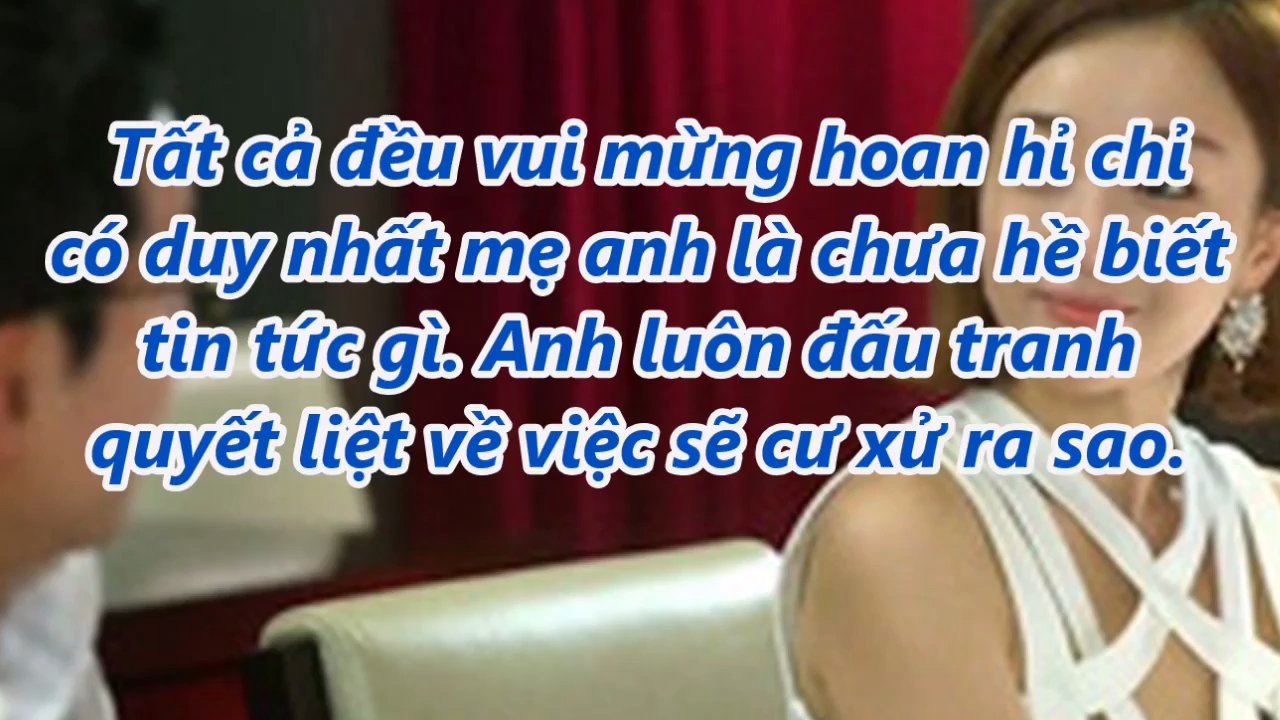 Tất cả đều vui mừng hoan hỉ chỉ
có duy nhất mẹ anh là chưa hề biết
tin tức gì. Anh luôn đấu tranh
quyết liệt về việc sẽ cư xử ra sao.